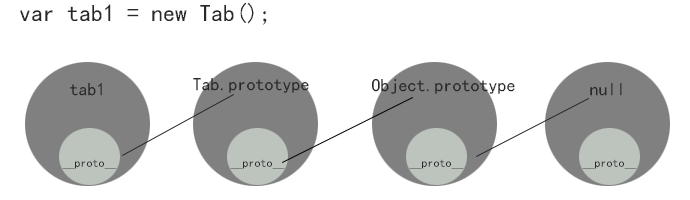 var tab1 = new Tab();
tab1
Tab.prototype
Object.prototype
null
__proto__
__proto__
__proto__
__proto__